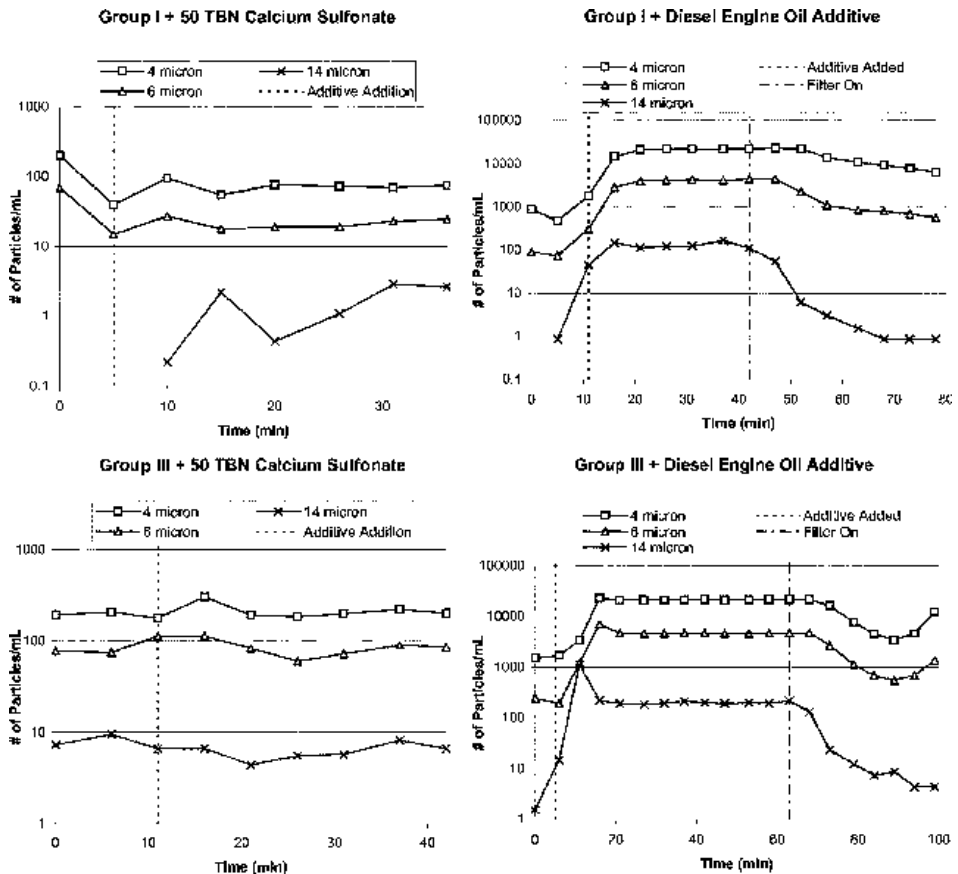 Group I + 50 TBN Calcium Sulfonate
4 micron
14 micron
6 micron
Additive Addition
1000
100
10
1
0.1
# of Particles/mL
0
10
20
30
Time (min)
Group I + Diesel Engine Oil Additive
4 micron
Additive Added
6 micron
Filter On
14 micron
100000
10000
1000
100
10
1
0.1
# of Particles/mL
0
10
20
30
40
50
60
70
80
Time (min)
Group III + 50 TBN Calcium Sulfonate
4 micron
14 micron
6 micron
Additive Addition
1000
100
10
1
# of Particles/mL
0
10
20
30
40
Time (min)
Group III + Diesel Engine Oil Additive
4 micron
Additive Added
6 micron
Filter On
14 micron
100000
10000
1000
100
10
1
# of Particles/mL
0
20
40
60
80
100
Time (min)